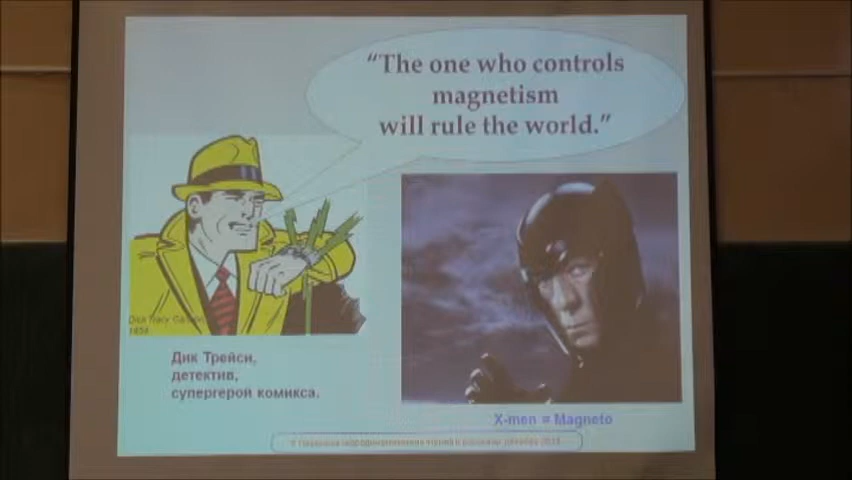 “The one who controls
magnetism
will rule the world.”
Дик Трейси,
детектив,
супергерой комикса.
X-men = Magneto